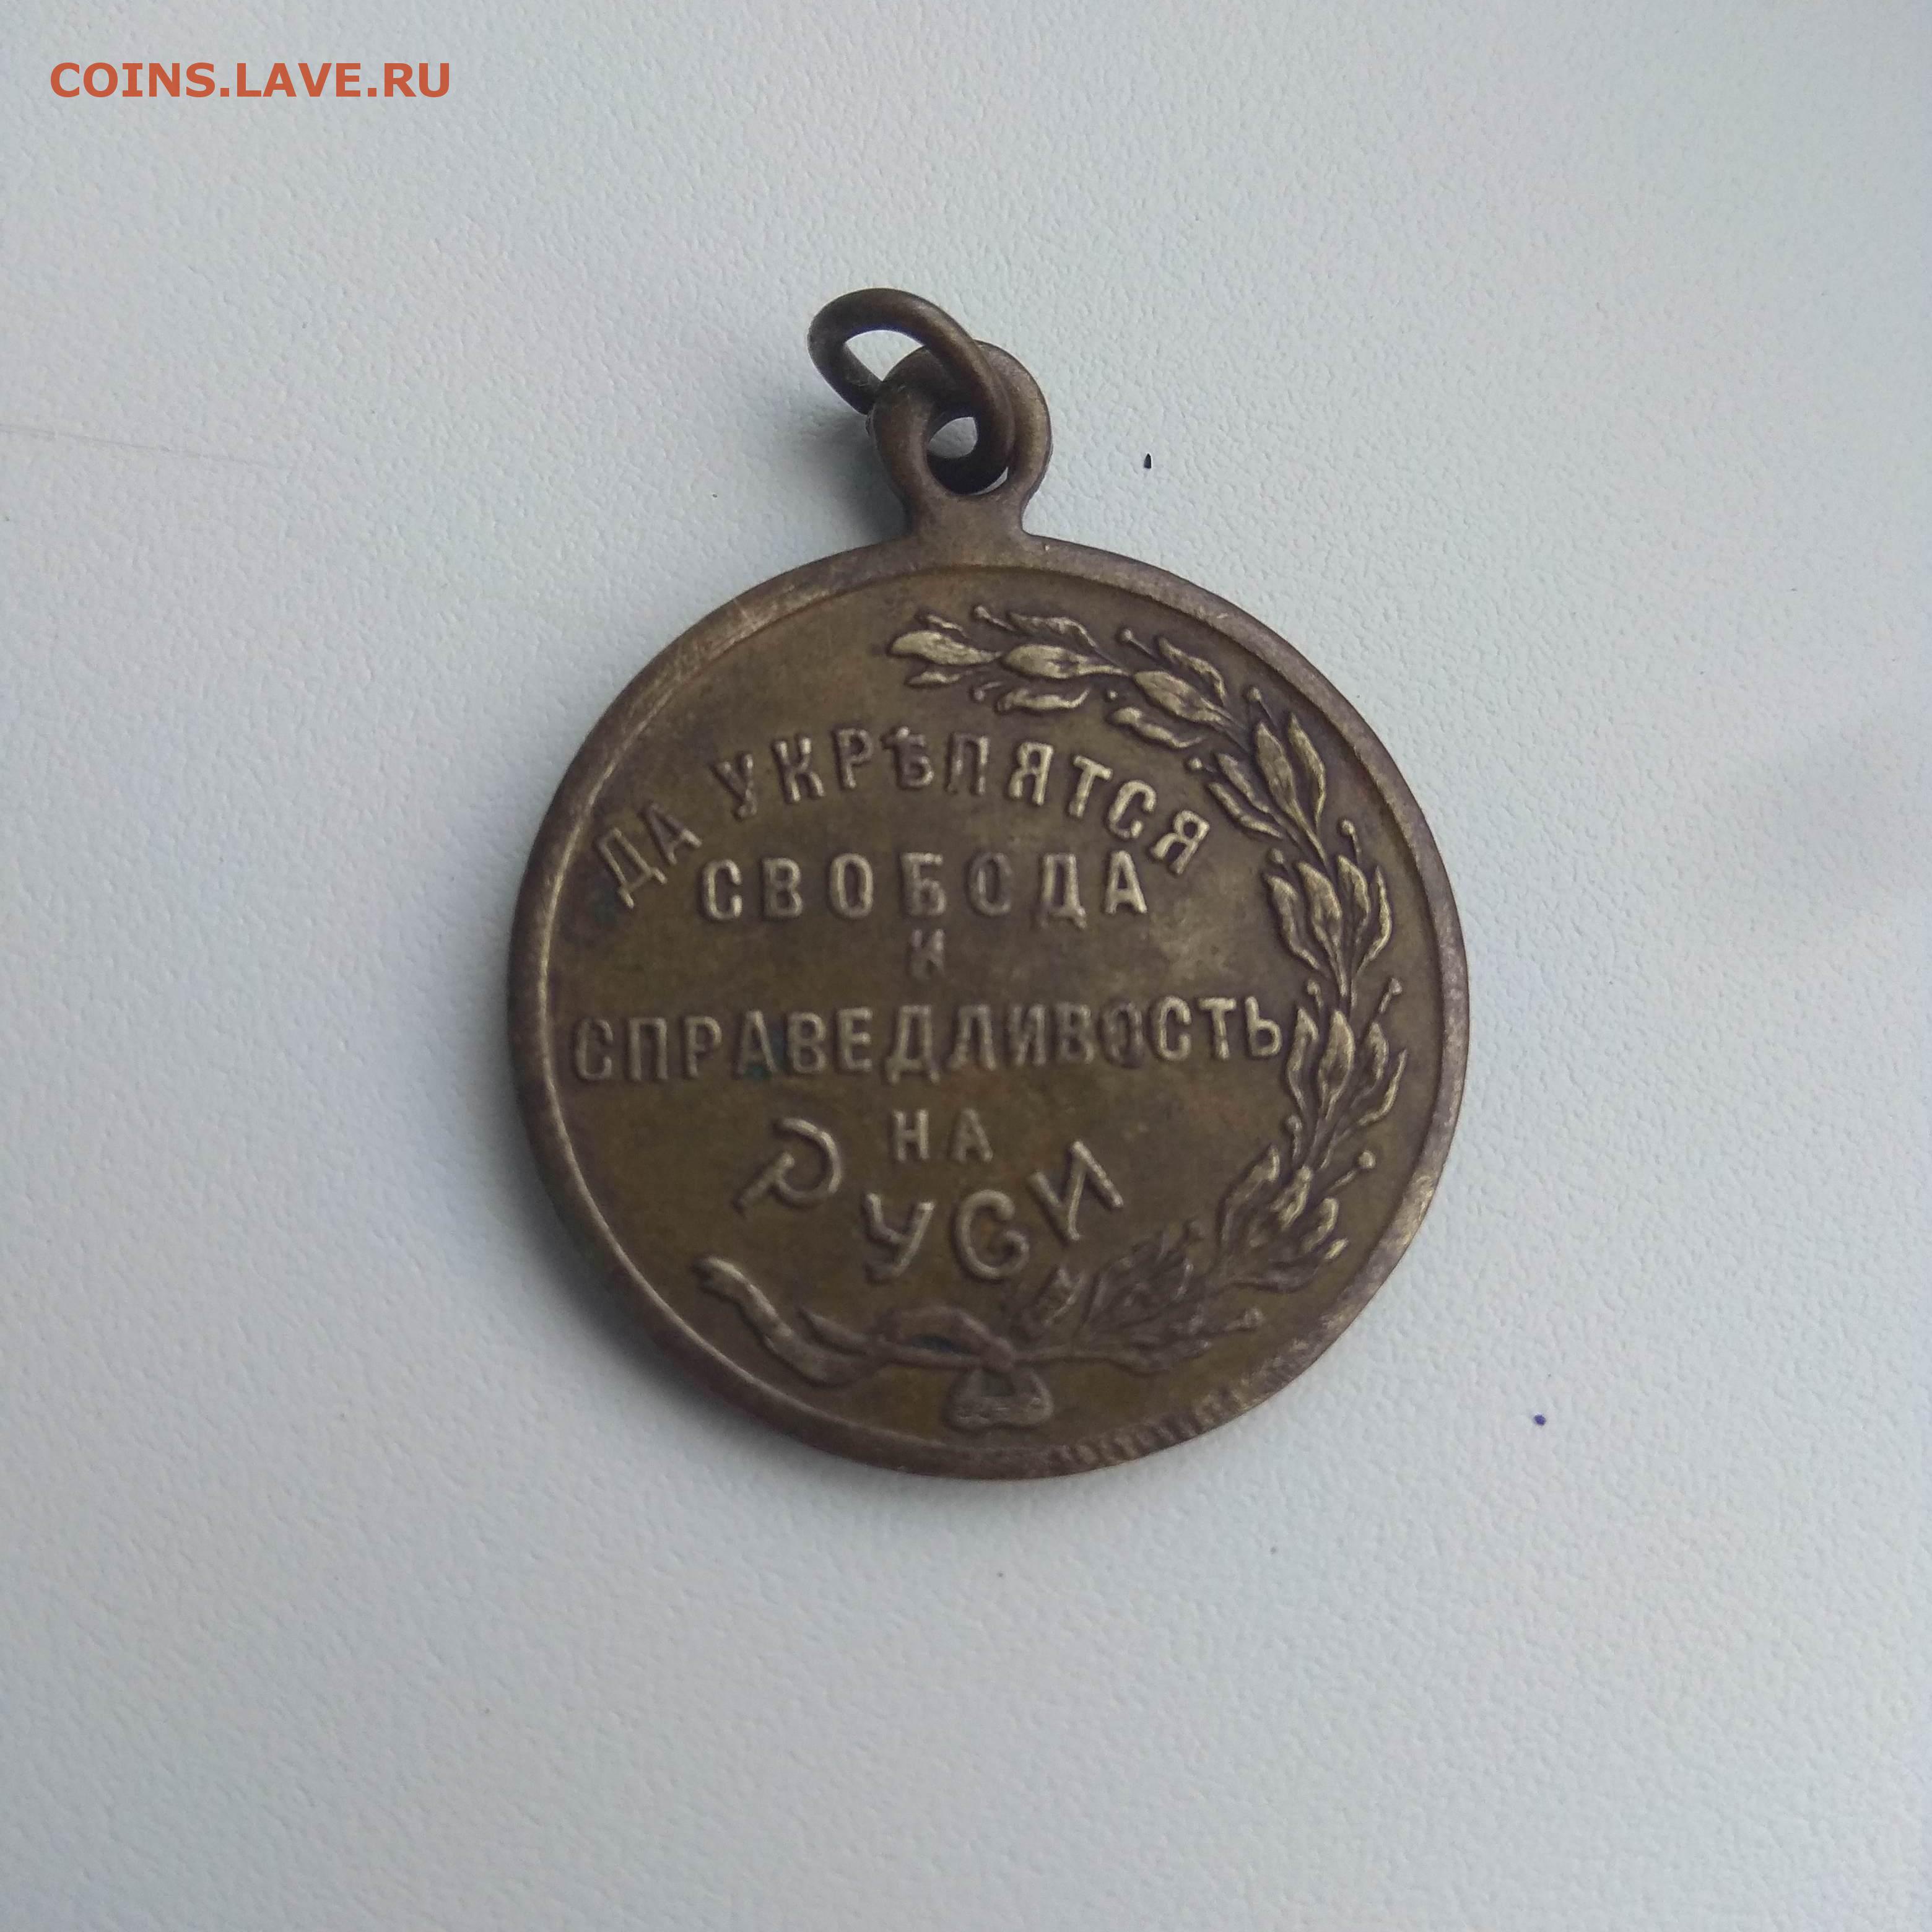 COINS.LAVE.RU
ДА УКРѢПЯТСЯ
СВОБОДА
И
СПРАВЕДЛИВОСТЬ
НА
РУСИ